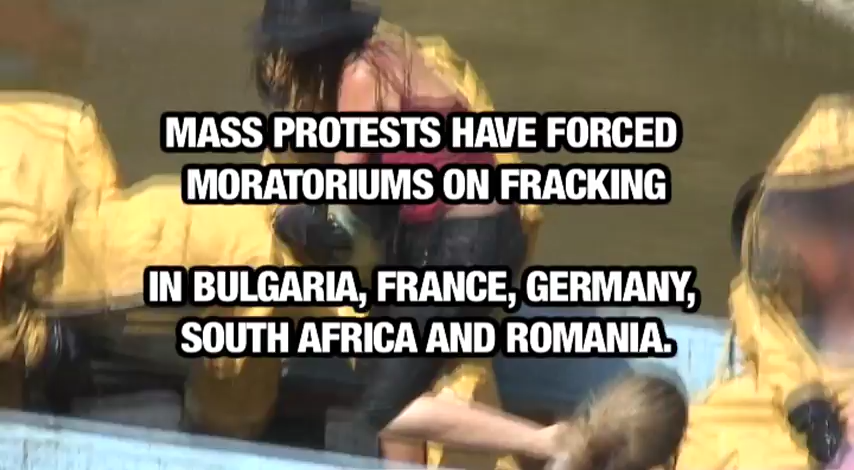 MASS PROTESTS HAVE FORCED
MORATORIUMS ON FRACKING
IN BULGARIA, FRANCE, GERMANY,
SOUTH AFRICA AND ROMANIA.